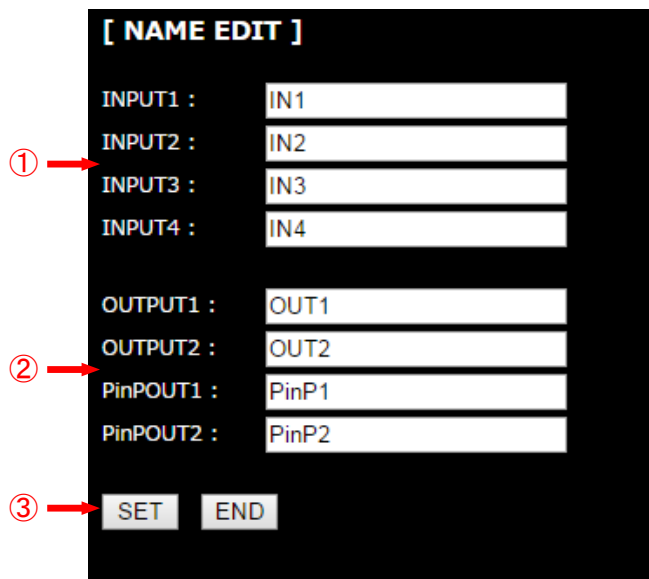 [ NAME EDIT ]
INPUT1 : IN1
① INPUT2 : IN2
INPUT3 : IN3
INPUT4 : IN4
OUTPUT1 : OUT1
OUTPUT2 : OUT2
② PinPOUT1 : PinP1
PinPOUT2 : PinP2
③ SET END